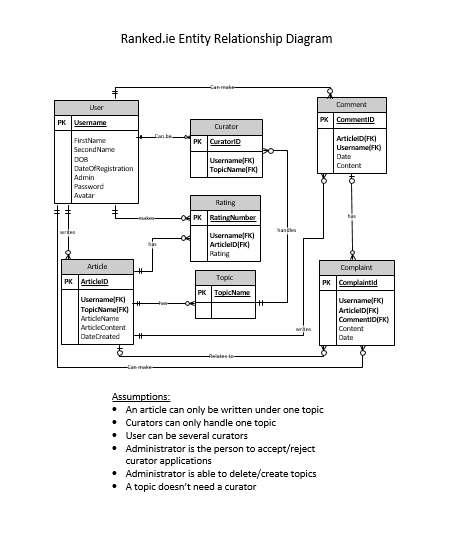 Ranked.ie Entity Relationship Diagram
Can make
User
PK Username
FirstName
SecondName
DOB
DateOfRegistration
Admin
Password
Avatar
Can be
Curator
PK CuratorID
Username(FK)
TopicName(FK)
Comment
PK CommentID
ArticleID(FK)
Username(FK)
Date
Content
makes
Rating
PK RatingNumber
Username(FK)
ArticleID(FK)
Rating
writes
has
handles
has
Article
PK ArticleID
Username(FK)
TopicName(FK)
ArticleName
ArticleContent
DateCreated
has
Topic
PK TopicName
Complaint
PK ComplaintId
Username(FK)
ArticleID(FK)
CommentID(FK)
Content
Date
writes
Relates to
Can make
Assumptions:
• An article can only be written under one topic
• Curators can only handle one topic
• User can be several curators
• Administrator is the person to accept/reject
curator applications
• Administrator is able to delete/create topics
• A topic doesn't need a curator